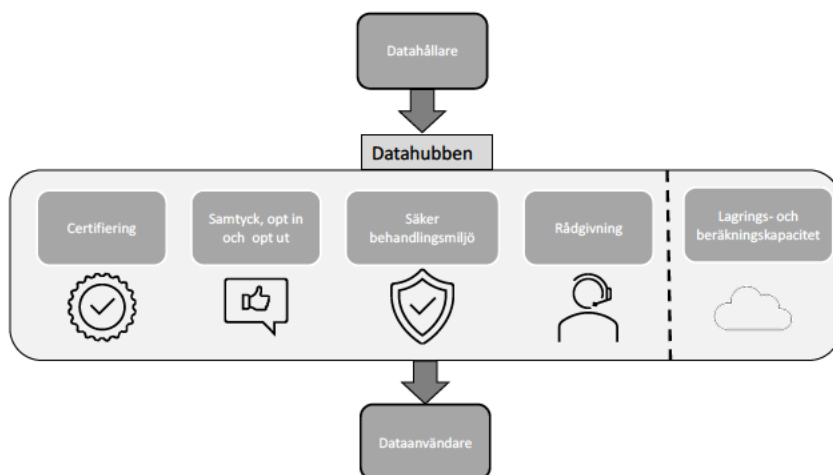 Datahållare
Datahubben
Certifiering
Samtyck, opt in
och opt ut
Säker
behandlingsmiljö
Rådgivning
Lagrings- och
beräkningskapacitet
Dataanvändare